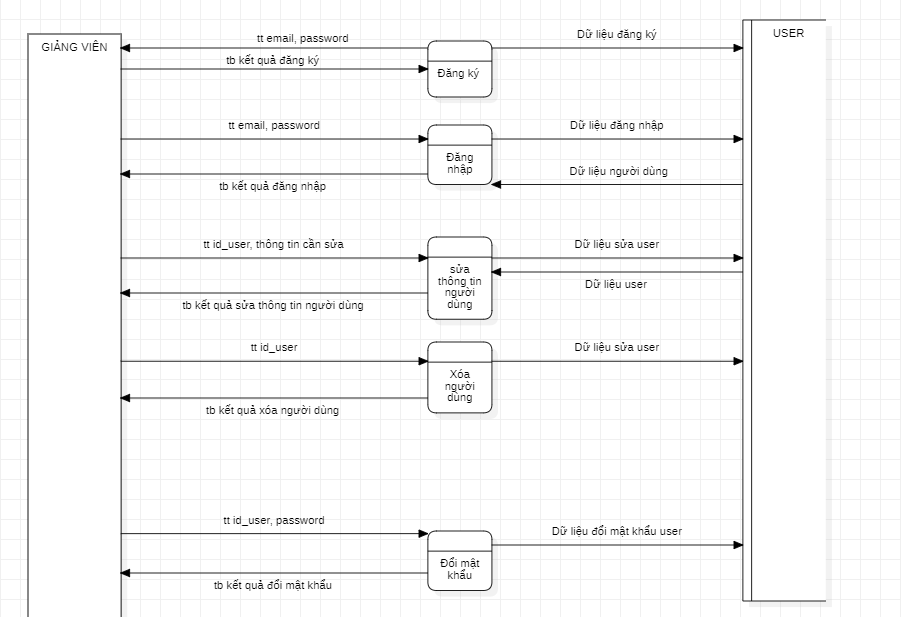 GIẢNG VIÊN
USER
tt email, password
Dữ liệu đăng ký
tb kết quả đăng ký
Đăng ký
tt email, password
Dữ liệu đăng nhập
Đăng
nhập
Dữ liệu người dùng
tb kết quả đăng nhập
tt id_user, thông tin cần sửa
Dữ liệu sửa user
sửa
thông tin
người
dùng
Dữ liệu user
tb kết quả sửa thông tin người dùng
tt id_user
Dữ liệu sửa user
Xóa
người
dùng
tb kết quả xóa người dùng
tt id_user, password
Dữ liệu đổi mật khẩu user
Đổi mật
khẩu
tb kết quả đổi mật khẩu